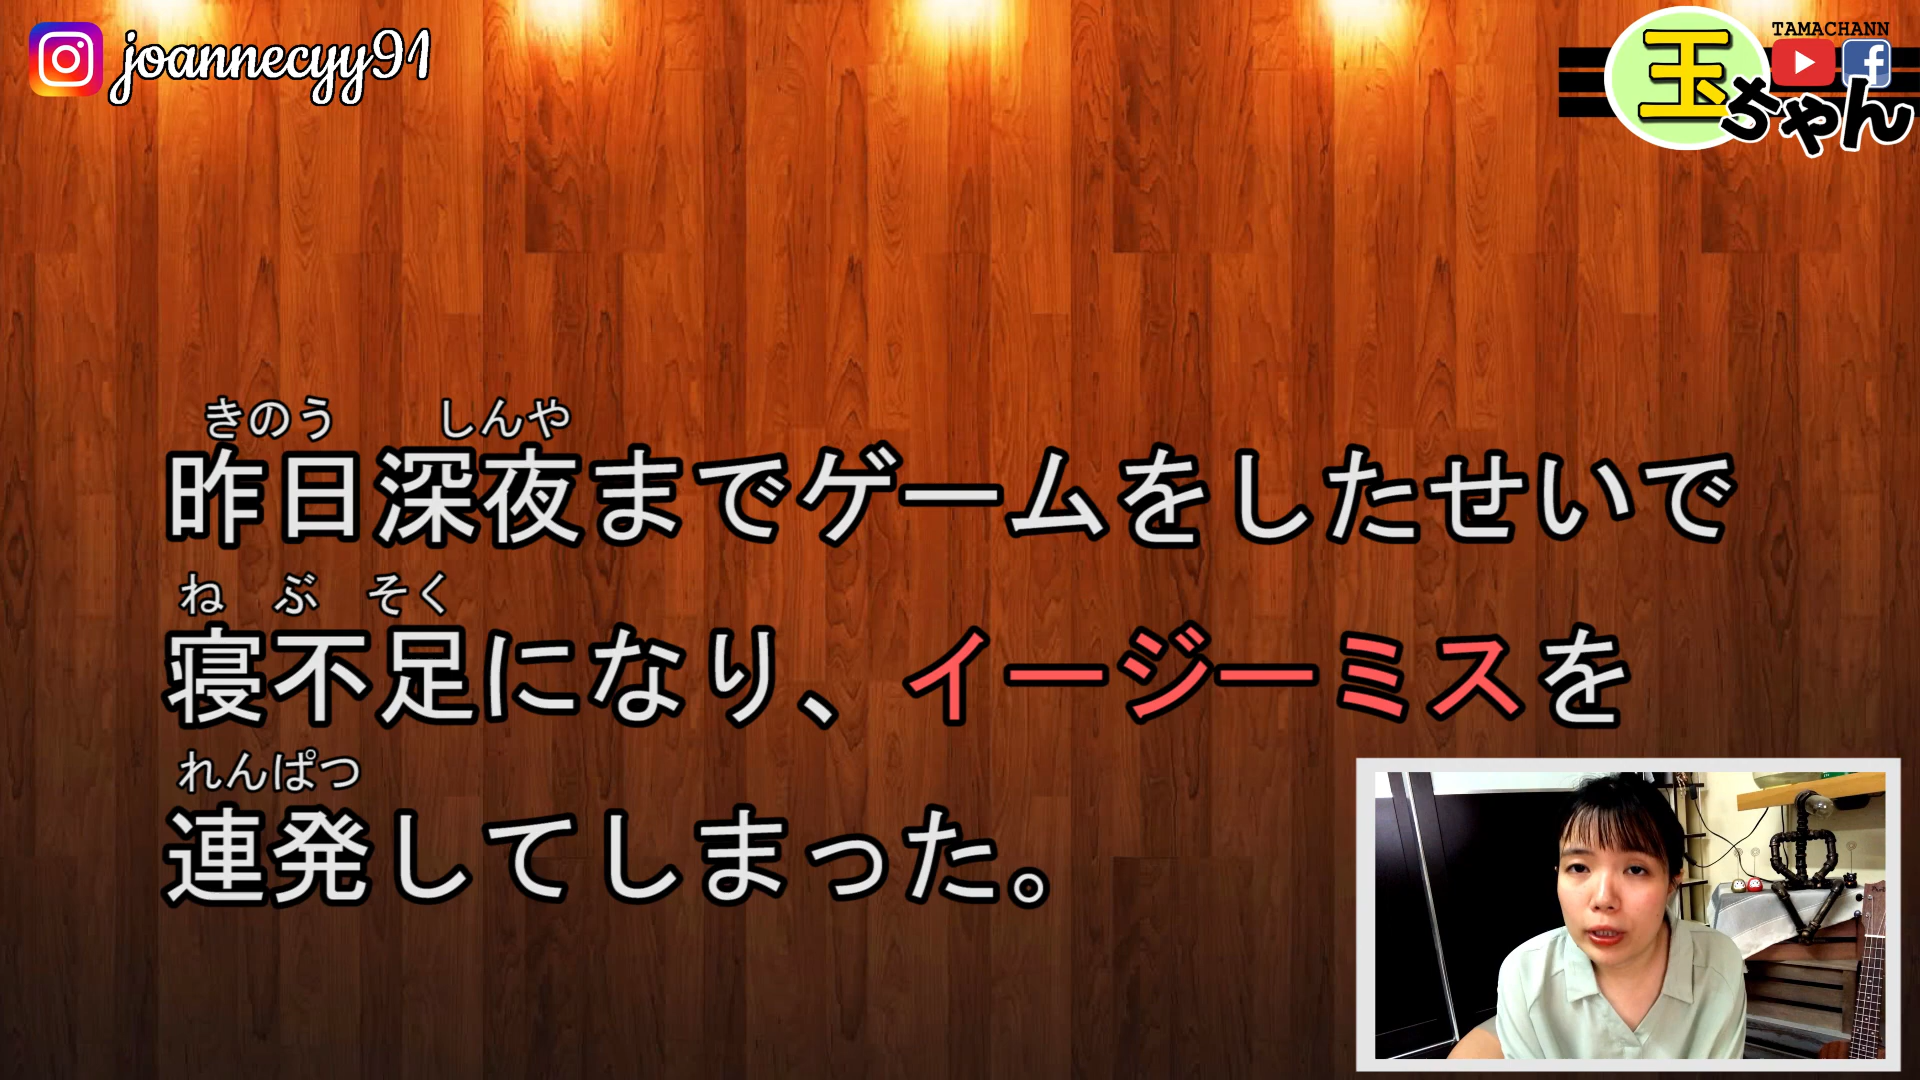 joannecyy91
TAMACHANN
玉ちゃん
きのう しんや
昨日深夜までゲームをしたせいで
ね ぶ そく
寝不足になり、イージーミスを
れんぱつ
連発してしまった。